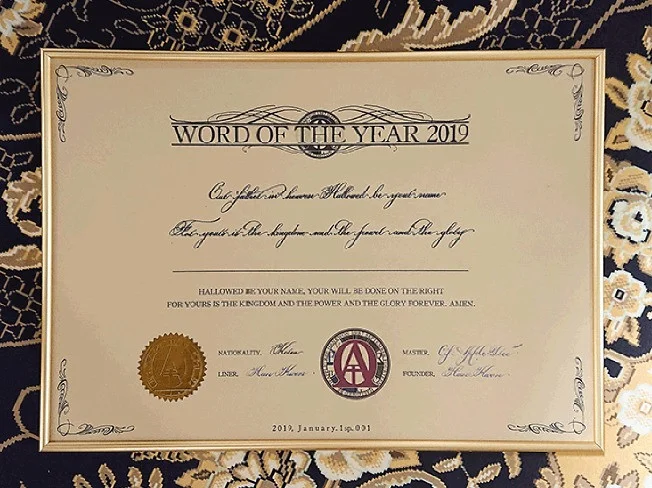 WORD OF THE YEAR 2019
Our father in heaven Hallowed be your name
For yours is the kingdom and the power and the glory
HALLOWED BE YOUR NAME, YOUR WILL BE DONE ON THE RIGHT
FOR YOURS IS THE KINGDOM AND THE POWER AND THE GLORY FOREVER. AMEN.
NATIONALITY. MASTER.
LINER. FOUNDER.
2019. January. 1sp. 001